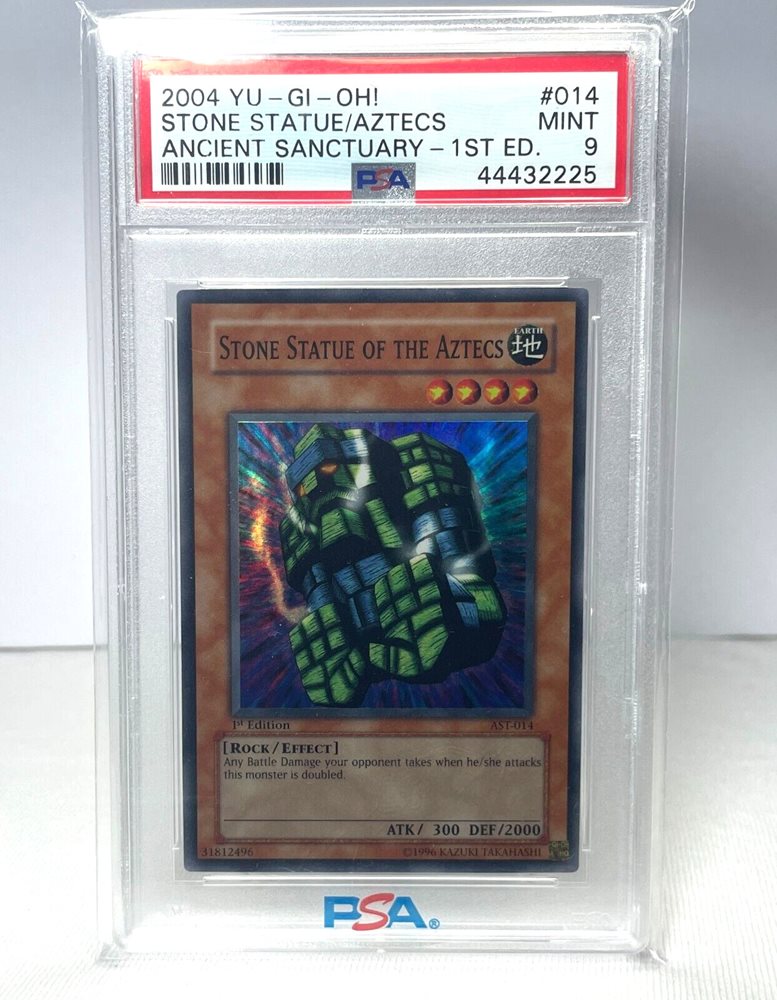 2004 YU-GI-OH! #014
STONE STATUE/AZTECS MINT
ANCIENT SANCTUARY-1ST ED. 9
PSA 44432225
STONE STATUE OF THE AZTECS
EARTH
地
1st Edition AST-014
[ROCK/EFFECT]
Any Battle Damage your opponent takes when he/she attacks
this monster is doubled.
ATK/ 300 DEF/2000
31812496 ©1996 KAZUKI TAKAHASHI
PSA®